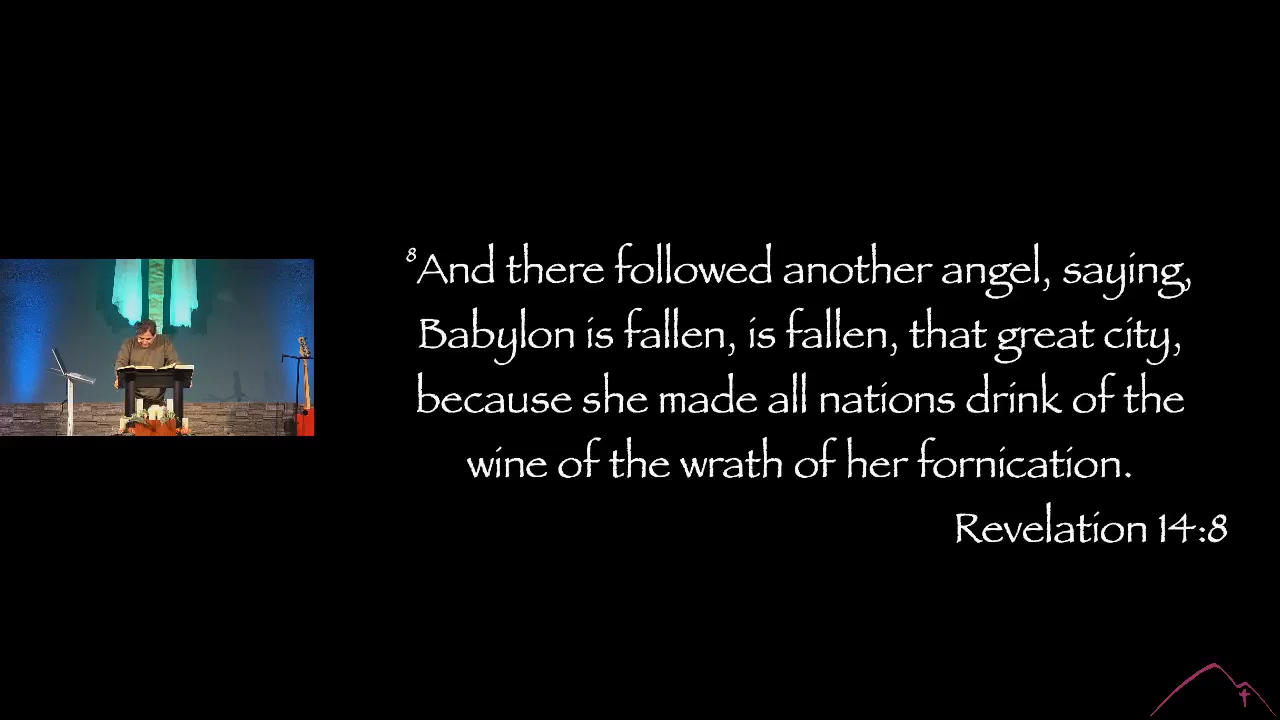 ⁸And there followed another angel, saying,
Babylon is fallen, is fallen, that great city,
because she made all nations drink of the
wine of the wrath of her fornication.
Revelation 14:8